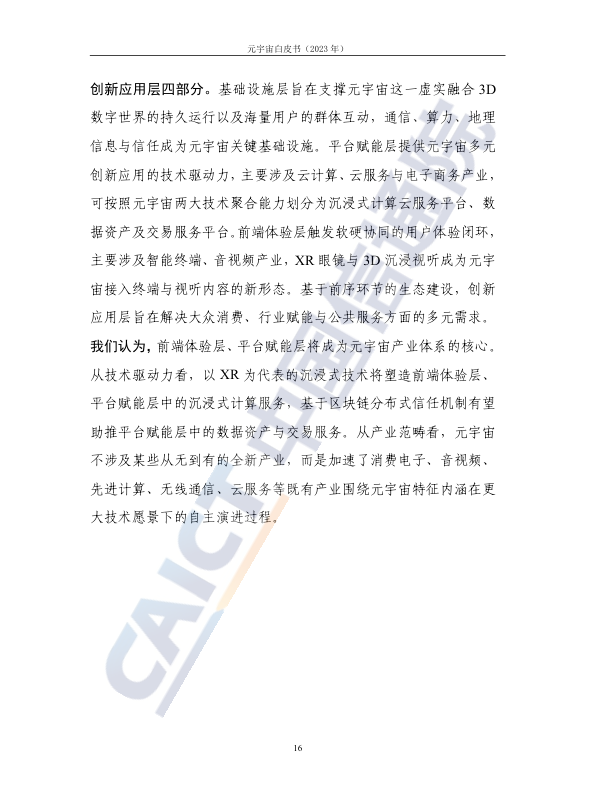 元宇宙白皮书（2023 年）
创新应用层四部分。基础设施层旨在支撑元宇宙这一虚实融合 3D
数字世界的持久运行以及海量用户的群体互动，通信、算力、地理
信息与信任成为元宇宙关键基础设施。平台赋能层提供元宇宙多元
创新应用的技术驱动力，主要涉及云计算、云服务与电子商务产业，
可按照元宇宙两大技术聚合能力划分为沉浸式计算云服务平台、数
据资产及交易服务平台。前端体验层触发软硬协同的用户体验闭环，
主要涉及智能终端、音视频产业，XR 眼镜与 3D 沉浸视听成为元宇
宙接入终端与视听内容的新形态。基于前序环节的生态建设，创新
应用层旨在解决大众消费、行业赋能与公共服务方面的多元需求。
我们认为，前端体验层、平台赋能层将成为元宇宙产业体系的核心。
从技术驱动力看，以 XR 为代表的沉浸式技术将塑造前端体验层、
平台赋能层中的沉浸式计算服务，基于区块链分布式信任机制有望
助推平台赋能层中的数据资产与交易服务。从产业范畴看，元宇宙
不涉及某些从无到有的全新产业，而是加速了消费电子、音视频、
先进计算、无线通信、云服务等既有产业围绕元宇宙特征内涵在更
大技术愿景下的自主演进过程。
CAICT 中国信通院
16